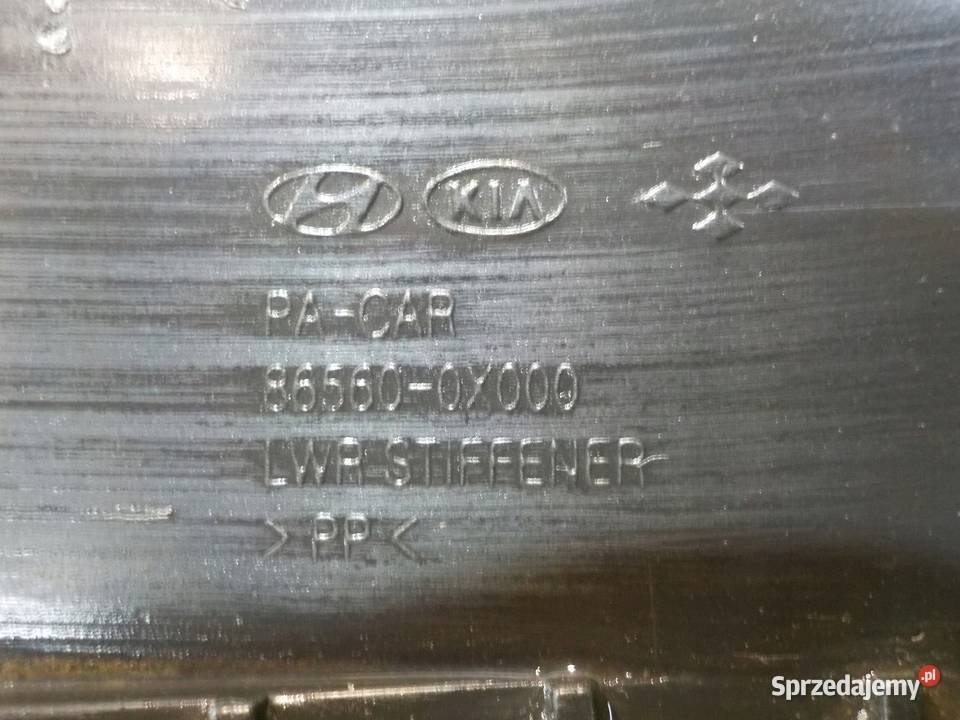 KIA
PA-CAR
86560-0X000
LWR-STIFFENER
>PP<
Sprzedajemy.pl